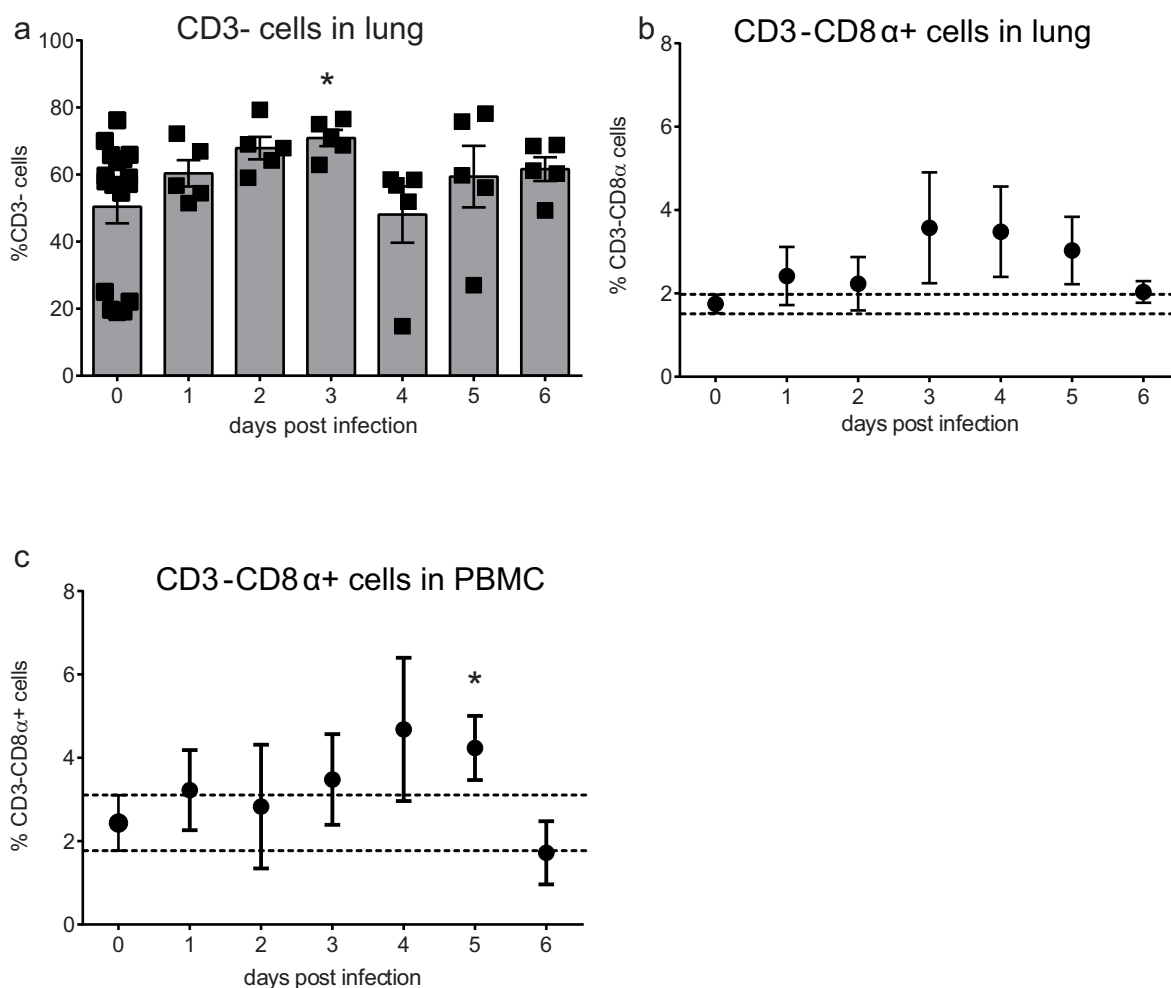 a
CD3- cells in lung
%CD3- cells
100
80
60
40
20
0
*
0 1 2 3 4 5 6
days post infection
b
CD3-CD8α+ cells in lung
% CD3-CD8α cells
8
6
4
2
0
0 1 2 3 4 5 6
days post infection
c
CD3-CD8α+ cells in PBMC
% CD3-CD8α+ cells
8
6
4
2
0
*
0 1 2 3 4 5 6
days post infection